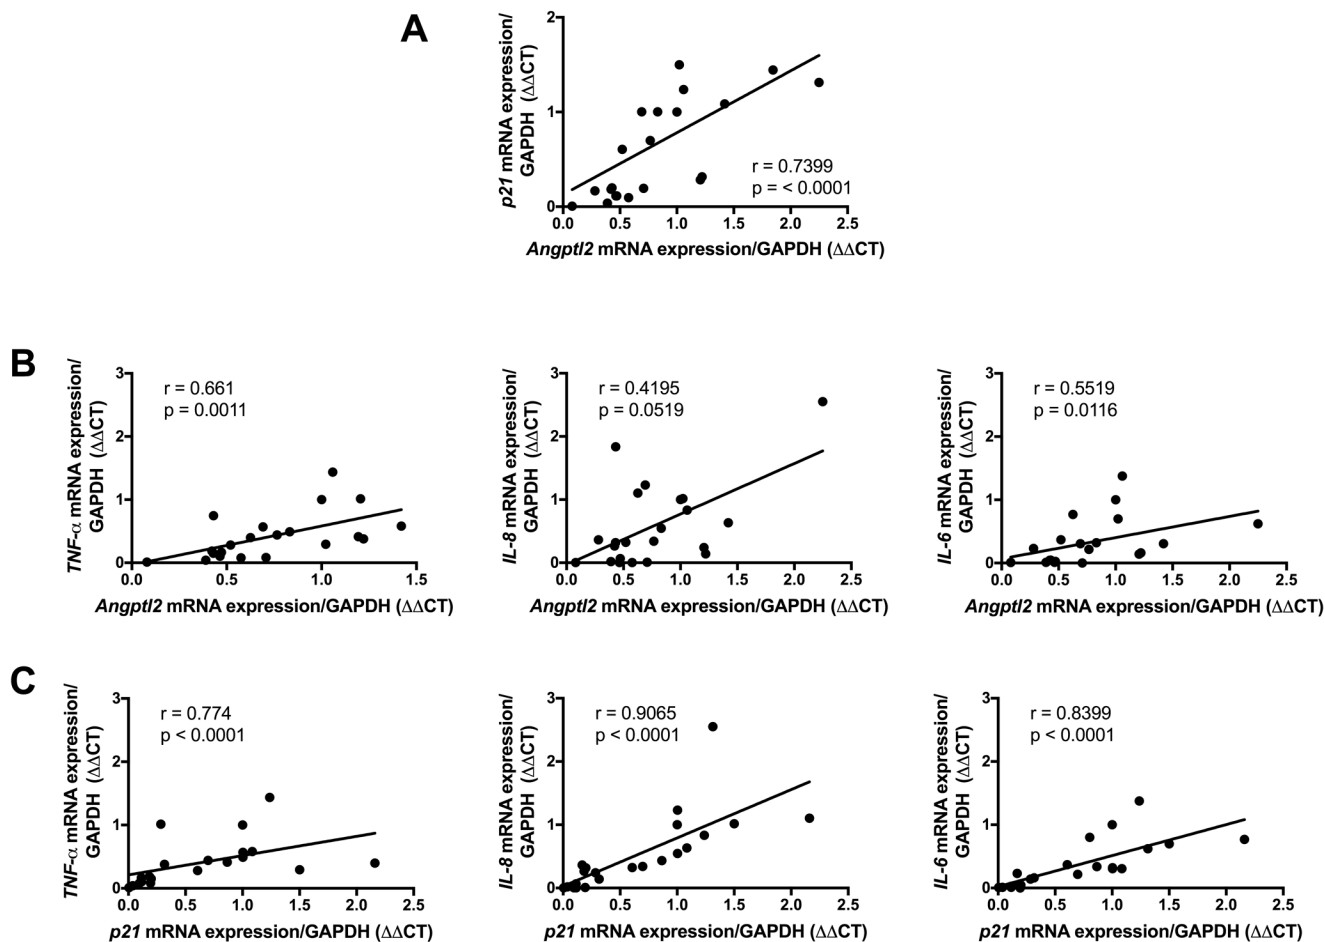 A
p21 mRNA expression/
GAPDH (ΔΔCT)
2
1
0
r = 0.7399
p = < 0.0001
0.0 0.5 1.0 1.5 2.0 2.5
Angptl2 mRNA expression/GAPDH (ΔΔCT)
B
TNF-α mRNA expression/
GAPDH (ΔΔCT)
3
2
1
0
r = 0.661
p = 0.0011
0.0 0.5 1.0 1.5
Angptl2 mRNA expression/GAPDH (ΔΔCT)
IL-8 mRNA expression/
GAPDH (ΔΔCT)
3
2
1
0
r = 0.4195
p = 0.0519
0.0 0.5 1.0 1.5 2.0 2.5
Angptl2 mRNA expression/GAPDH (ΔΔCT)
IL-6 mRNA expression/
GAPDH (ΔΔCT)
3
2
1
0
r = 0.5519
p = 0.0116
0.0 0.5 1.0 1.5 2.0 2.5
Angptl2 mRNA expression/GAPDH (ΔΔCT)
C
TNF-α mRNA expression/
GAPDH (ΔΔCT)
3
2
1
0
r = 0.774
p < 0.0001
0.0 0.5 1.0 1.5 2.0 2.5
p21 mRNA expression/GAPDH (ΔΔCT)
IL-8 mRNA expression/
GAPDH (ΔΔCT)
3
2
1
0
r = 0.9065
p < 0.0001
0.0 0.5 1.0 1.5 2.0 2.5
p21 mRNA expression/GAPDH (ΔΔCT)
IL-6 mRNA expression/
GAPDH (ΔΔCT)
3
2
1
0
r = 0.8399
p < 0.0001
0.0 0.5 1.0 1.5 2.0 2.5
p21 mRNA expression/GAPDH (ΔΔCT)